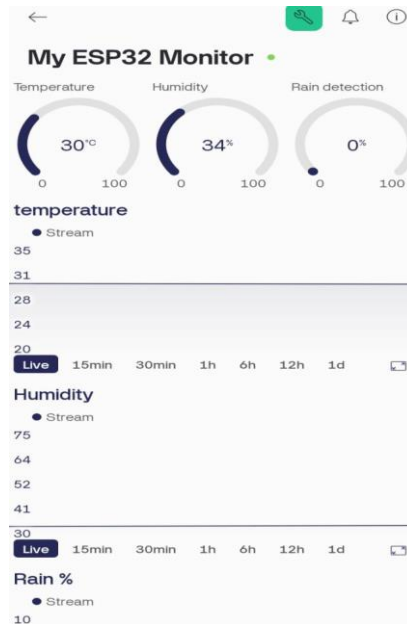 My ESP32 Monitor
Temperature Humidity Rain detection
30°C 34% 0%
0 100 0 100 0 100
temperature
Stream
35
31
28
24
20
Live 15min 30min 1h 6h 12h 1d
Humidity
Stream
75
64
52
41
30
Live 15min 30min 1h 6h 12h 1d
Rain %
Stream
10